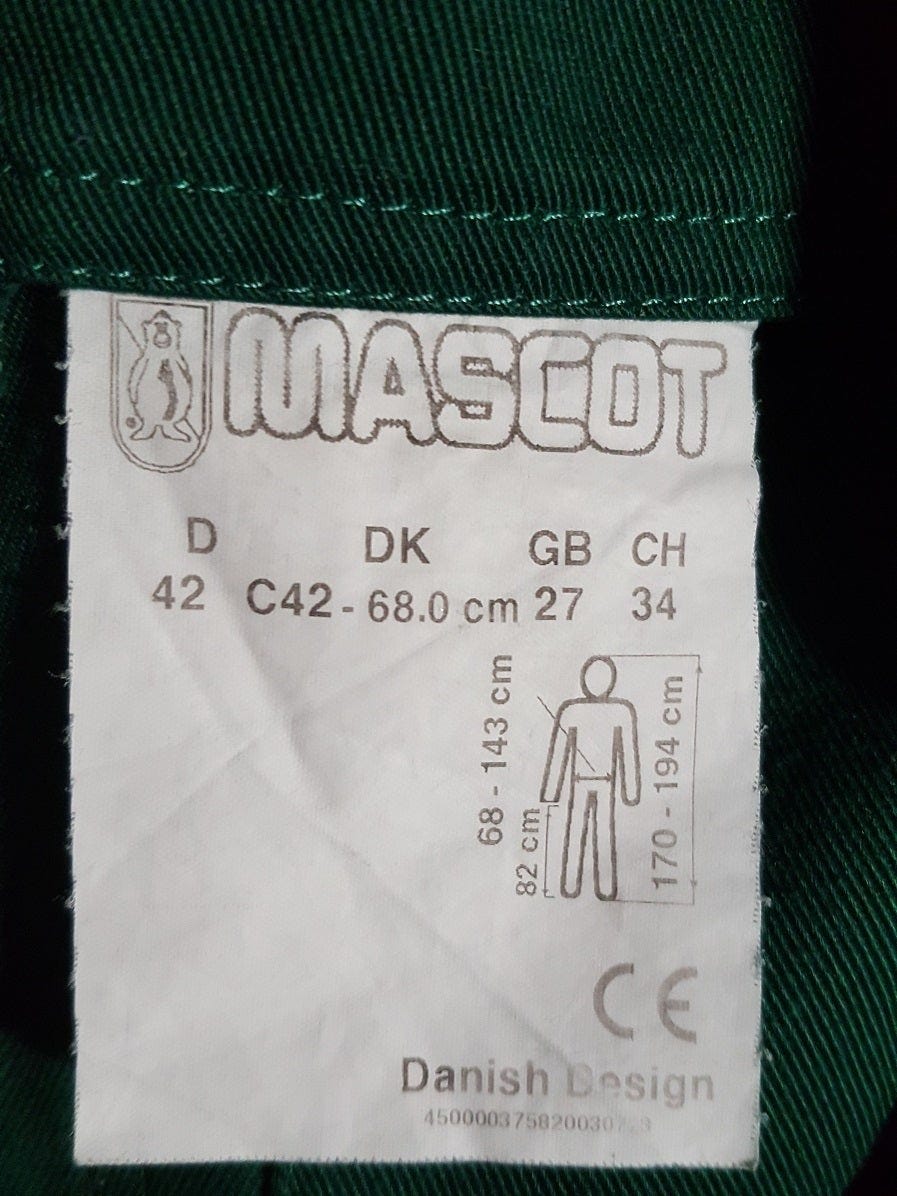 MASCOT
D DK GB CH
42 C42 - 68.0 cm 27 34
68 - 143 cm
82 cm
170 - 194 cm
CE
Danish Design